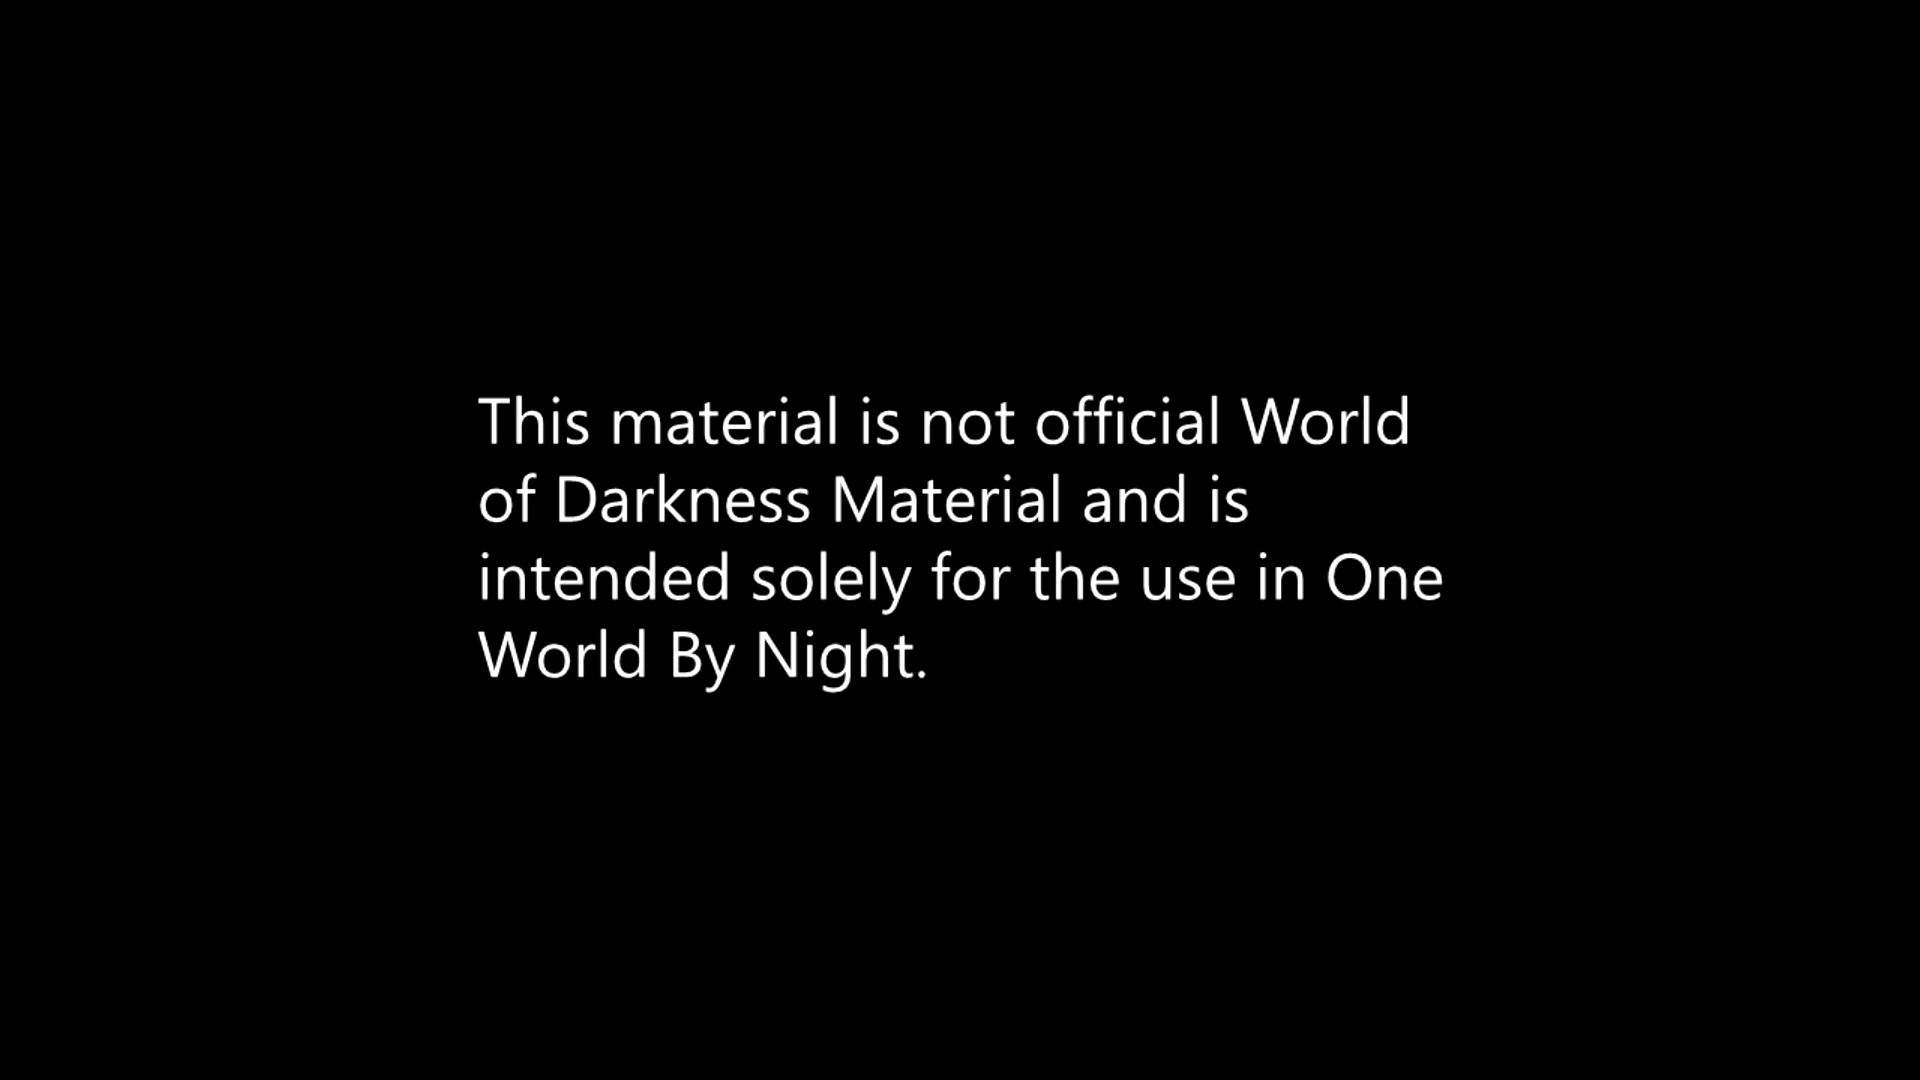 This material is not official World
of Darkness Material and is
intended solely for the use in One
World By Night.